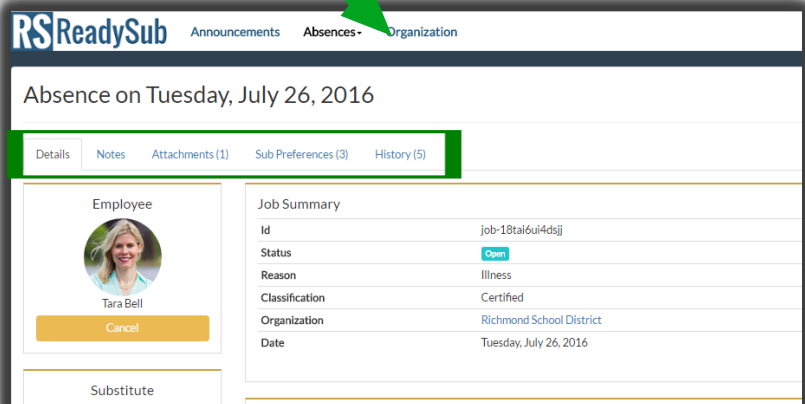 RS ReadySub Announcements Absences Organization
Absence on Tuesday, July 26, 2016
Details Notes Attachments (1) Sub Preferences (3) History (5)
Employee
Tara Bell
Cancel
Substitute
Job Summary
Id job-18tai6ui4dsjj
Status Open
Reason Illness
Classification Certified
Organization Richmond School District
Date Tuesday, July 26, 2016